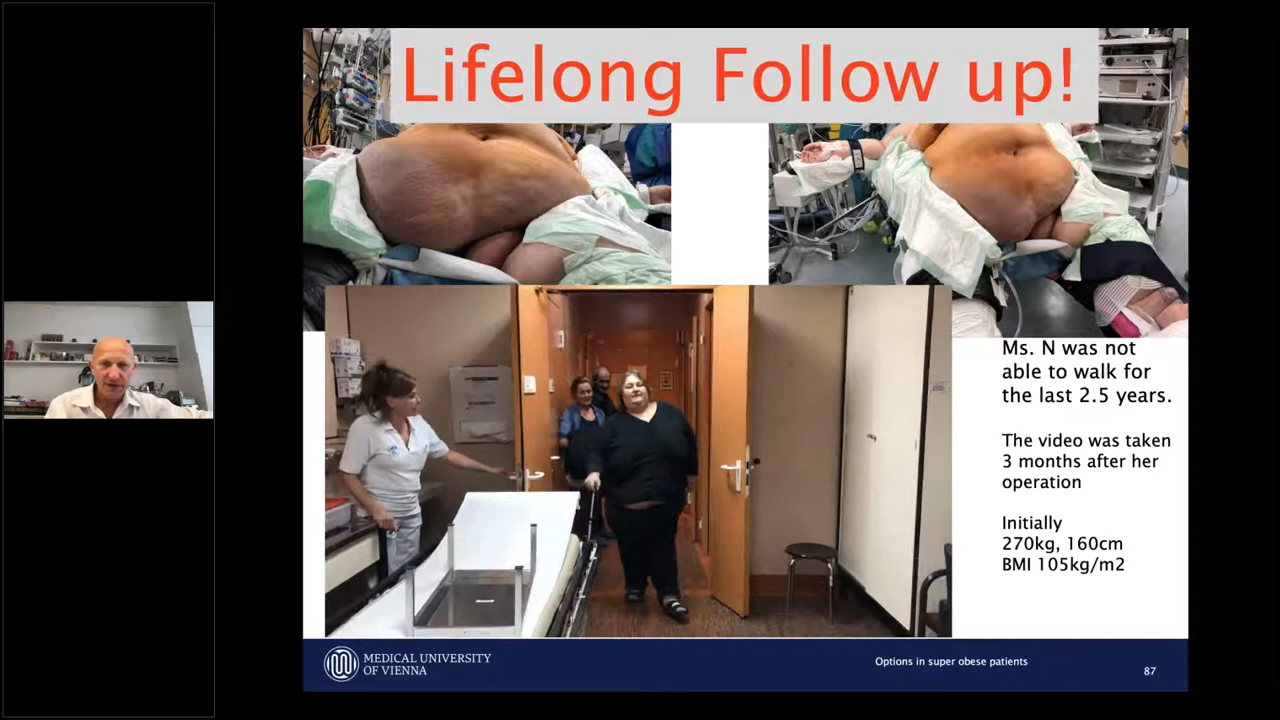 Lifelong Follow up!
Ms. N was not
able to walk for
the last 2.5 years.
The video was taken
3 months after her
operation
Initially
270kg, 160cm
BMI 105kg/m2
MEDICAL UNIVERSITY
OF VIENNA
Options in super obese patients
87